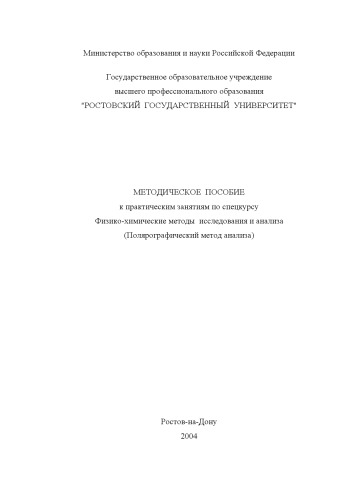 Министерство образования и науки Российской Федерации
Государственное образовательное учреждение
высшего профессионального образования
"РОСТОВСКИЙ ГОСУДАРСТВЕННЫЙ УНИВЕРСИТЕТ"
МЕТОДИЧЕСКОЕ ПОСОБИЕ
к практическим занятиям по спецкурсу
Физико-химические методы исследования и анализа
(Полярографический метод анализа)
Ростов-на-Дону
2004